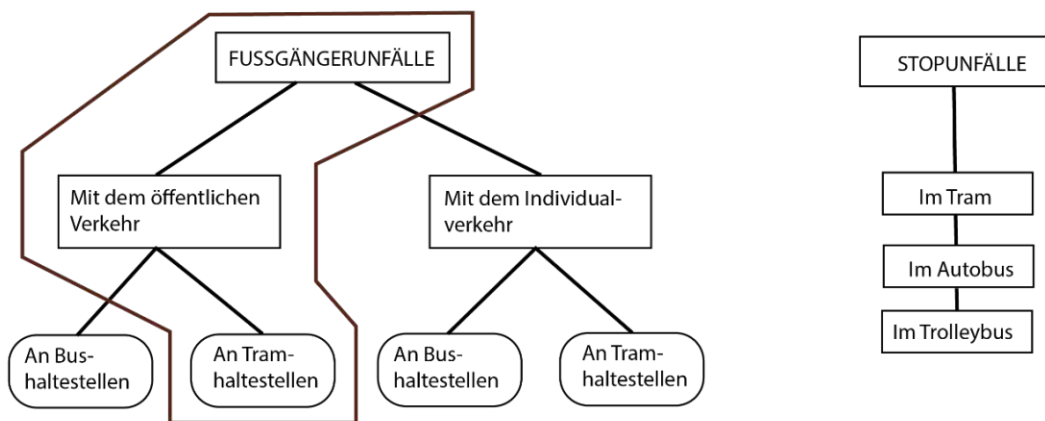 FUSSGÄNGERUNFÄLLE
Mit dem öffentlichen
Verkehr
Mit dem Individual-
verkehr
An Bus-
haltestellen
An Tram-
haltestellen
An Bus-
haltestellen
An Tram-
haltestellen
STOPUNFÄLLE
Im Tram
Im Autobus
Im Trolleybus